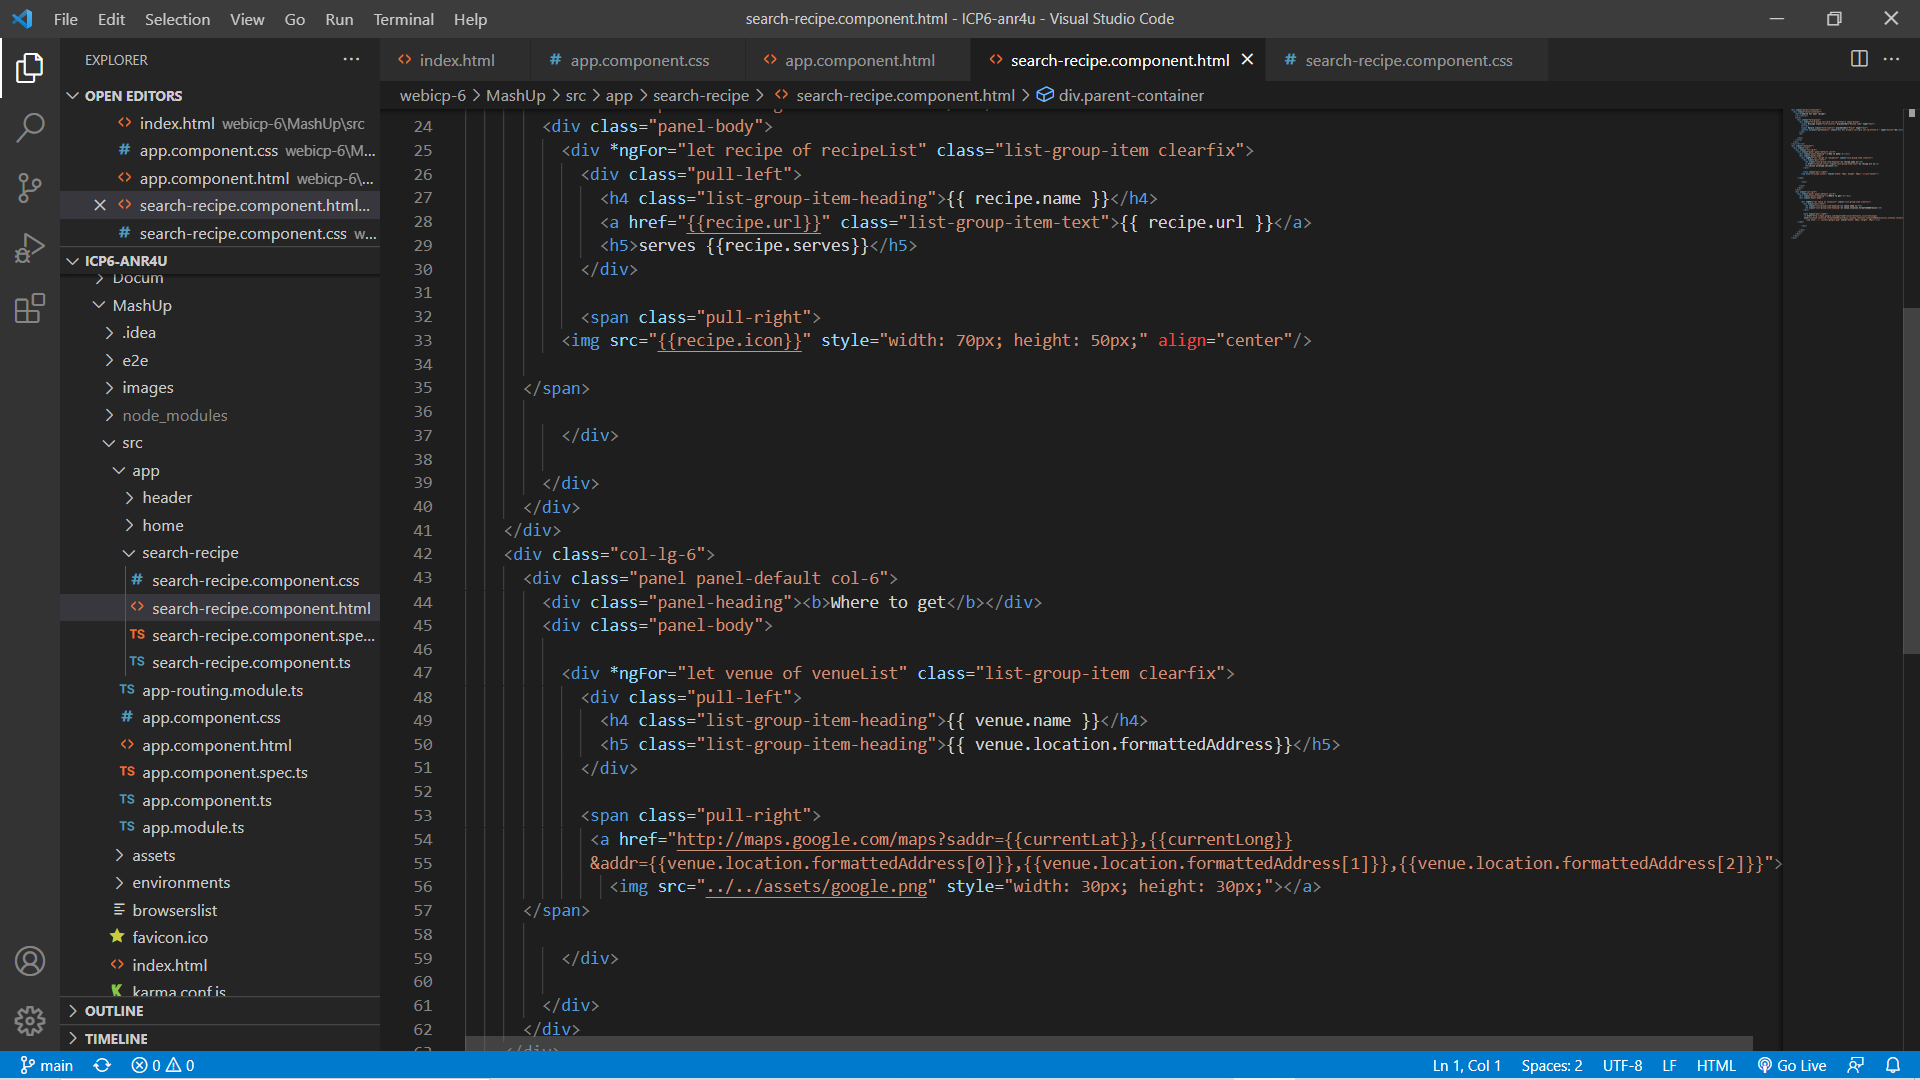 File Edit Selection View Go Run Terminal Help
search-recipe.component.html - ICP6-anr4u - Visual Studio Code
EXPLORER
OPEN EDITORS
index.html webicp-6\MashUp\src
app.component.css webicp-6\M...
app.component.html webicp-6\...
search-recipe.component.html...
search-recipe.component.css w...
ICP6-ANR4U
Docum
MashUp
.idea
e2e
images
node_modules
src
app
header
home
search-recipe
search-recipe.component.css
search-recipe.component.html
search-recipe.component.spe...
search-recipe.component.ts
app-routing.module.ts
app.component.css
app.component.html
app.component.spec.ts
app.component.ts
app.module.ts
assets
environments
browserslist
favicon.ico
index.html
karma.conf.js
OUTLINE
TIMELINE
index.html app.component.css app.component.html search-recipe.component.html search-recipe.component.css
webicp-6 > MashUp > src > app > search-recipe > search-recipe.component.html > div.parent-container
24 <div class="panel-body">
25 <div *ngFor="let recipe of recipeList" class="list-group-item clearfix">
26 <div class="pull-left">
27 <h4 class="list-group-item-heading">{{ recipe.name }}</h4>
28 <a href="{{recipe.url}}" class="list-group-item-text">{{ recipe.url }}</a>
29 <h5>serves {{recipe.serves}}</h5>
30 </div>
31
32 <span class="pull-right">
33 <img src="{{recipe.icon}}" style="width: 70px; height: 50px;" align="center"/>
34
35 </span>
36
37 </div>
38
39 </div>
40 </div>
41 </div>
42 <div class="col-lg-6">
43 <div class="panel panel-default col-6">
44 <div class="panel-heading"><b>Where to get</b></div>
45 <div class="panel-body">
46
47 <div *ngFor="let venue of venueList" class="list-group-item clearfix">
48 <div class="pull-left">
49 <h4 class="list-group-item-heading">{{ venue.name }}</h4>
50 <h5 class="list-group-item-heading">{{ venue.location.formattedAddress}}</h5>
51 </div>
52
53 <span class="pull-right">
54 <a href="http://maps.google.com/maps?saddr={{currentLat}},{{currentLong}}
55 &addr={{venue.location.formattedAddress[0]}},{{venue.location.formattedAddress[1]}},{{venue.location.formattedAddress[2]}}">
56 <img src="../../assets/google.png" style="width: 30px; height: 30px;"></a>
57 </span>
58
59 </div>
60
61 </div>
62 </div>
63 </div>
main 0 0 Ln 1, Col 1 Spaces: 2 UTF-8 LF HTML Go Live